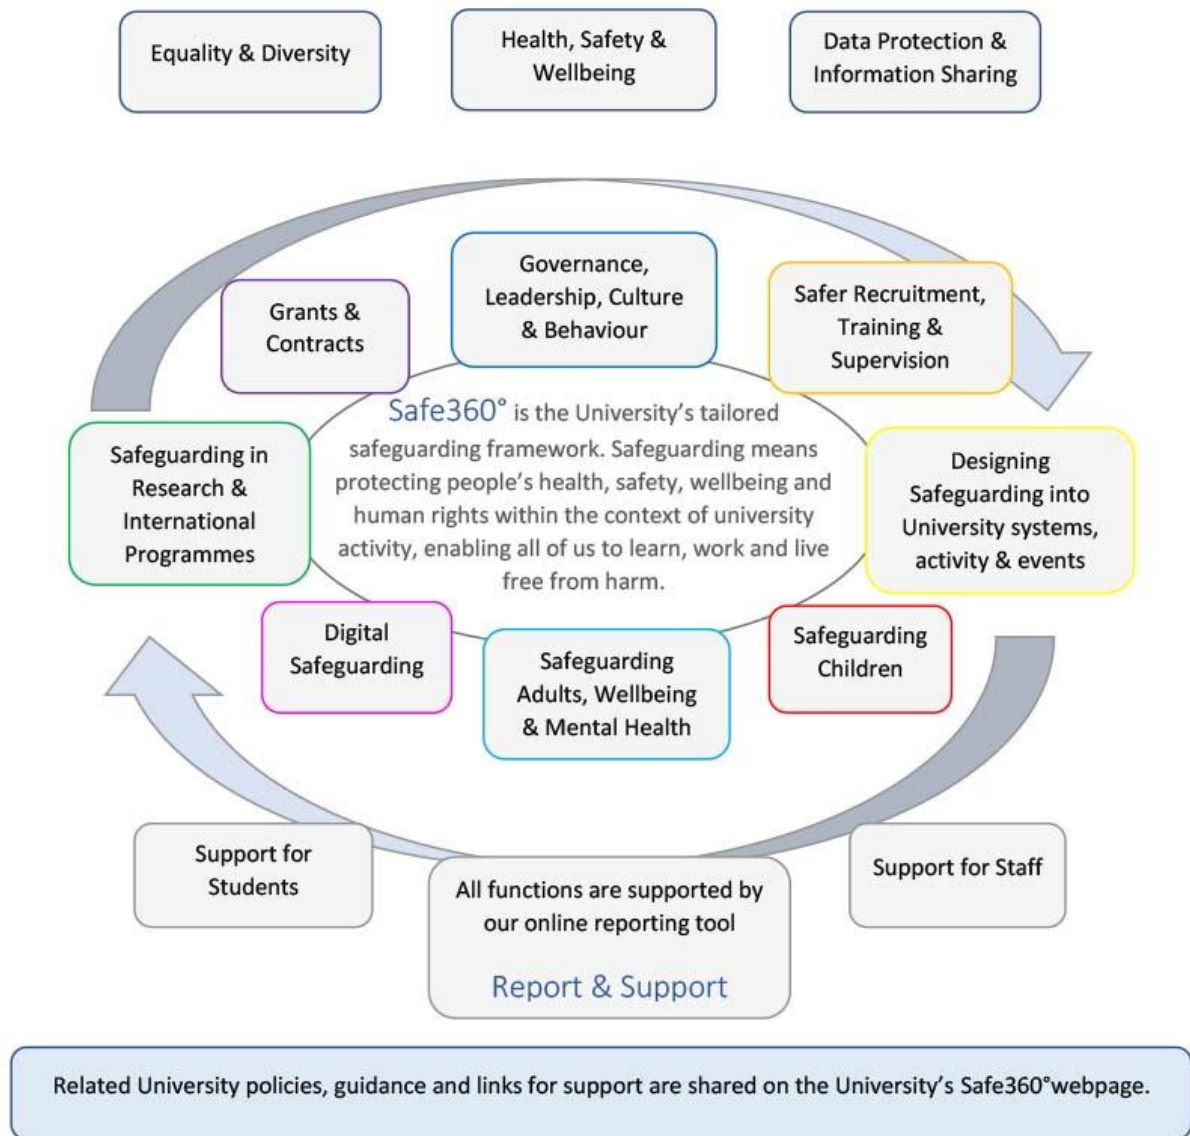 Equality & Diversity
Health, Safety &
Wellbeing
Data Protection &
Information Sharing
Governance,
Leadership, Culture
& Behaviour
Safer Recruitment,
Training &
Supervision
Grants &
Contracts
Safe360° is the University's tailored
safeguarding framework. Safeguarding means
protecting people's health, safety, wellbeing and
human rights within the context of university
activity, enabling all of us to learn, work and live
free from harm.
Safeguarding in
Research &
International
Programmes
Designing
Safeguarding into
University systems,
activity & events
Digital
Safeguarding
Safeguarding
Adults, Wellbeing
& Mental Health
Safeguarding
Children
Support for
Students
All functions are supported by
our online reporting tool
Report & Support
Support for Staff
Related University policies, guidance and links for support are shared on the University's Safe360°webpage.